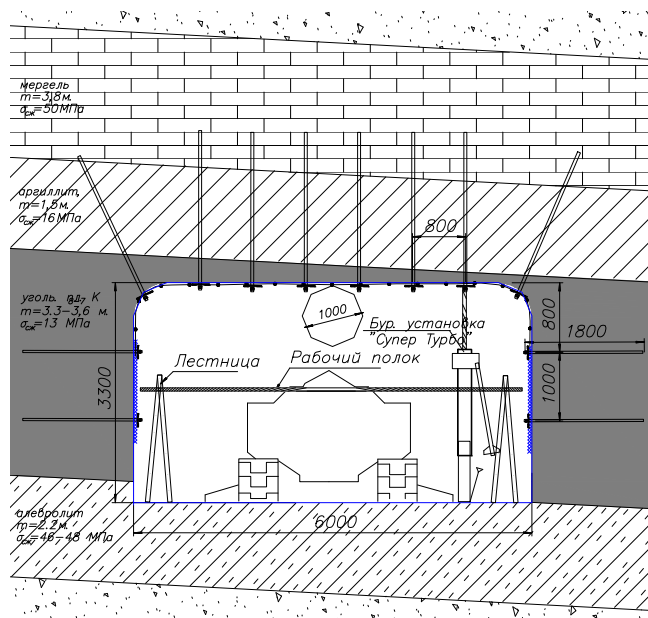 мергель
m=3,8м.
σсж=50МПа
аргиллит,
m=1,5м.
σсж=16МПа
800
уголь. пл. К
m=3.3-3,6 м.
σсж=13 МПа
1000
Бур. установка
"Супер Турбо"
800
1800
Лестница
Рабочий полок
3300
1000
алевролит
m=2.2м.
σсж=46-48 МПа
6000